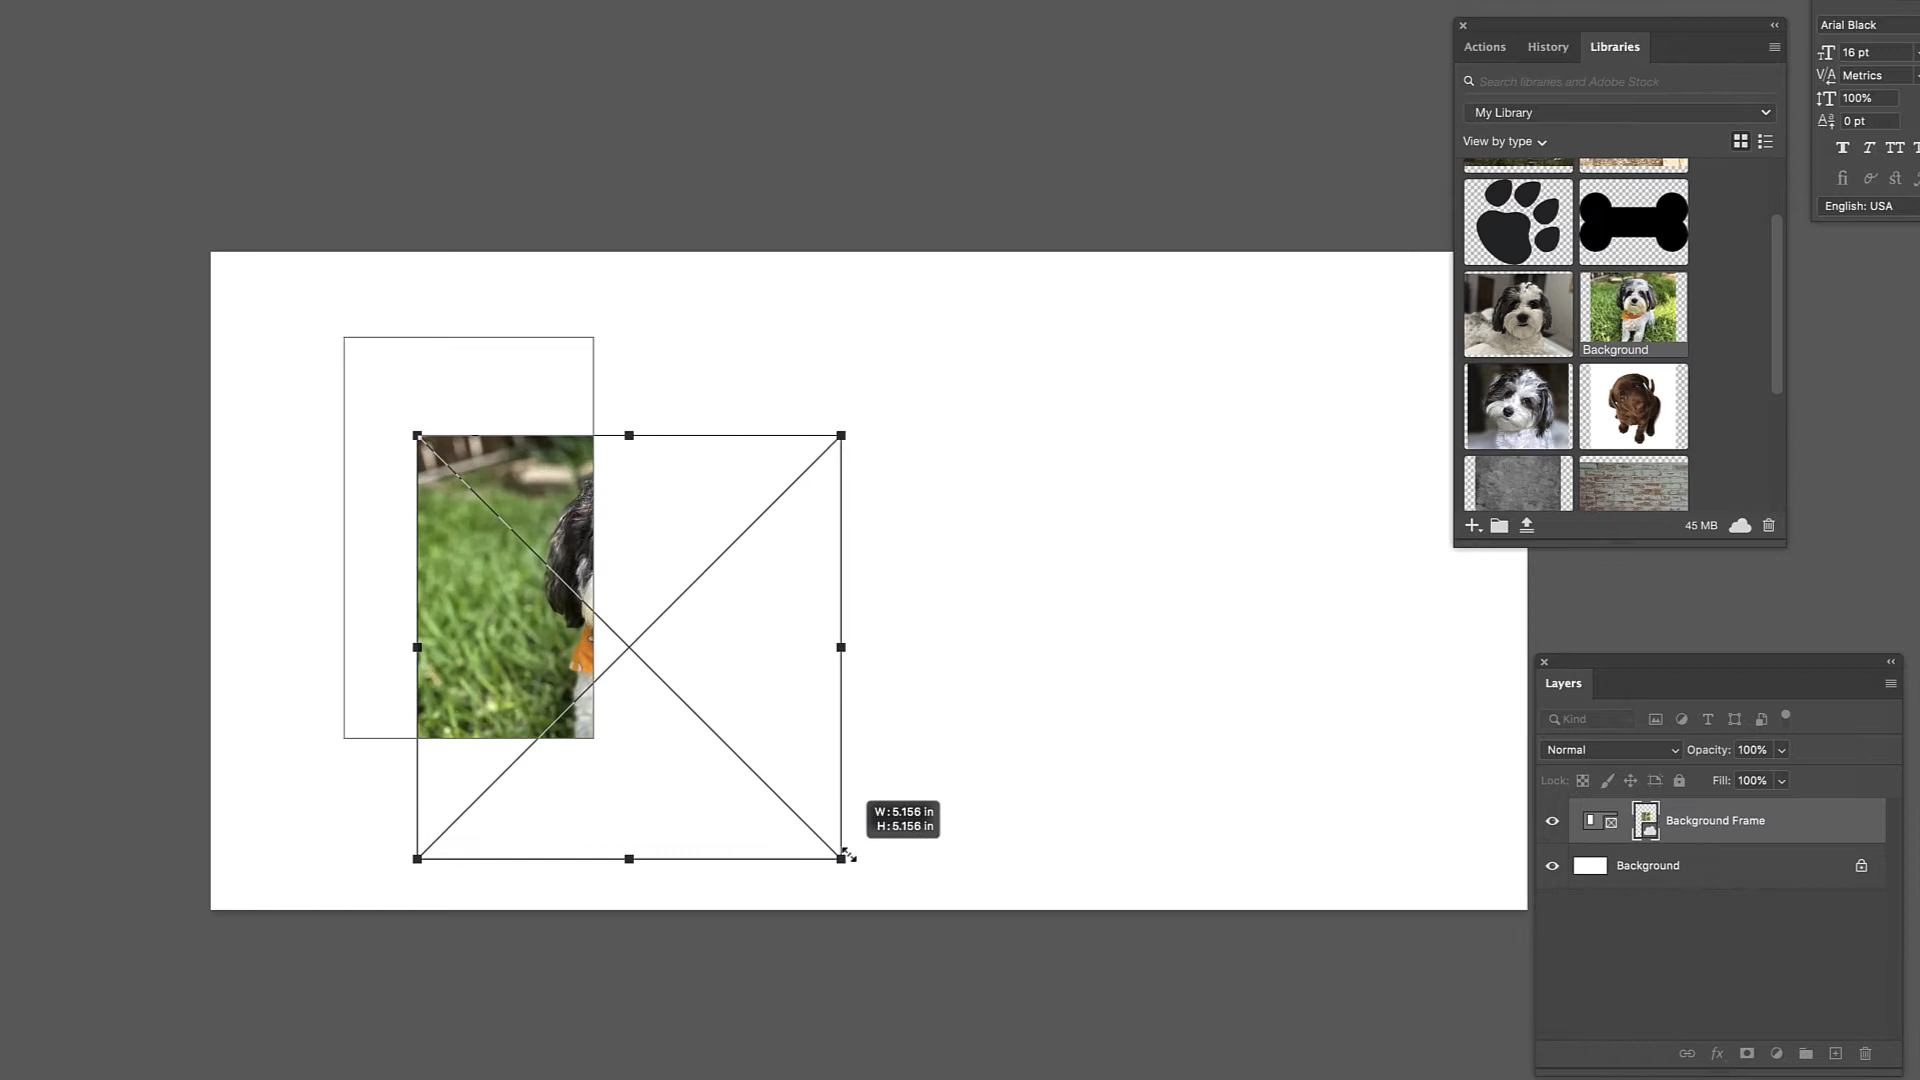 Actions
History
Libraries
Search libraries and Adobe Stock
My Library
View by type
Background
45 MB
Arial Black
16 pt
Metrics
100%
0 pt
English: USA
W: 5.156 in
H: 5.156 in
Layers
Kind
Normal
Opacity: 100%
Lock:
Fill: 100%
Background Frame
Background